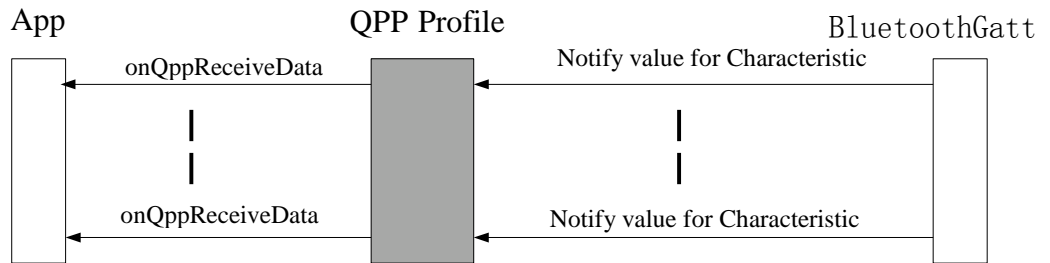 App
QPP Profile
BluetoothGatt
onQppReceiveData
Notify value for Characteristic
onQppReceiveData
Notify value for Characteristic